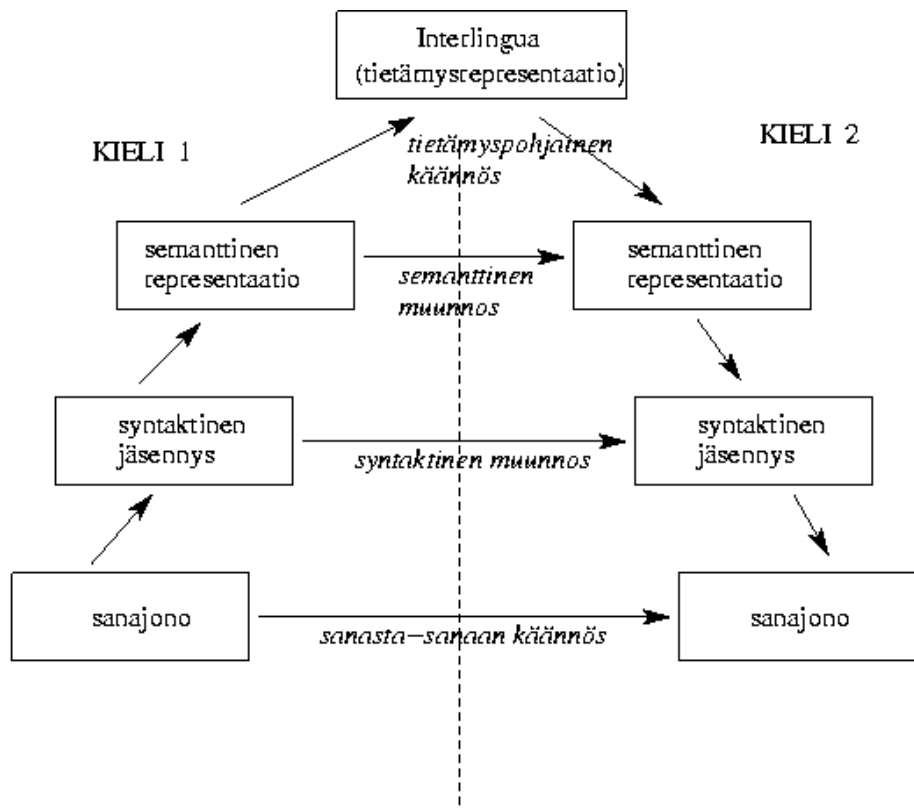 Interlingua
(tietämysrepresentaatio)
KIELI 1
KIELI 2
tietämyspohjainen
käännös
semanttinen
representaatio
semanttinen
muunnos
semanttinen
representaatio
syntaktinen
jäsennys
syntaktinen muunnos
syntaktinen
jäsennys
sanajono
sanasta-sanaan käännös
sanajono